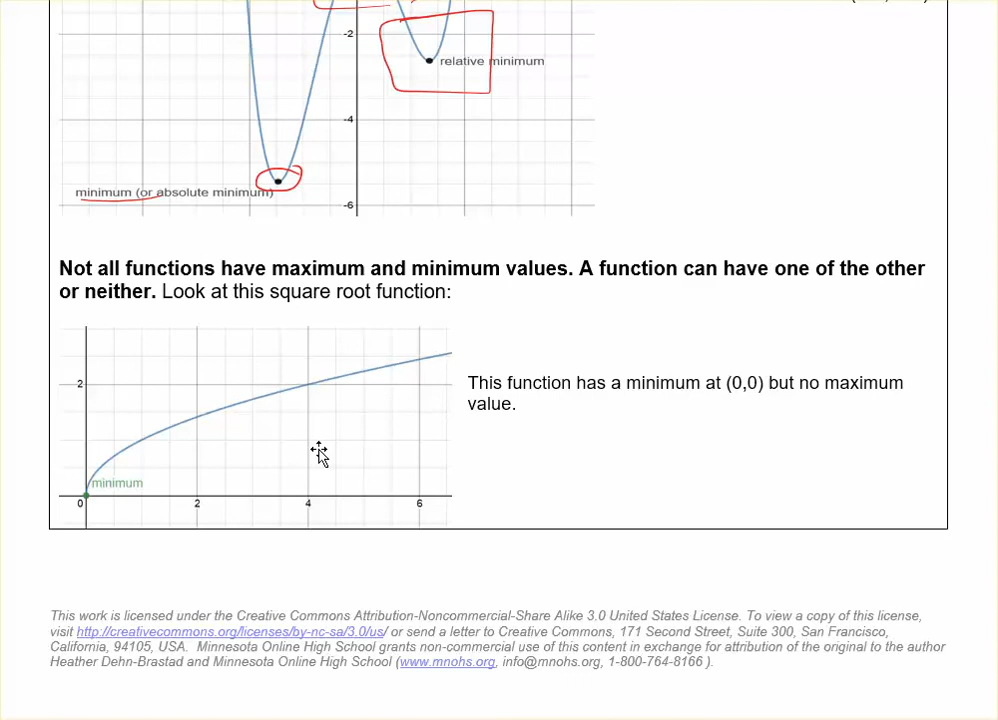 -2
relative minimum
-4
minimum (or absolute minimum)
-6
Not all functions have maximum and minimum values. A function can have one of the other
or neither. Look at this square root function:
2
This function has a minimum at (0,0) but no maximum
value.
minimum
0 2 4 6
This work is licensed under the Creative Commons Attribution-Noncommercial-Share Alike 3.0 United States License. To view a copy of this license,
visit http://creativecommons.org/licenses/by-nc-sa/3.0/us/ or send a letter to Creative Commons, 171 Second Street, Suite 300, San Francisco,
California, 94105, USA. Minnesota Online High School grants non-commercial use of this content in exchange for attribution of the original to the author
Heather Dehn-Brastad and Minnesota Online High School (www.mnohs.org, info@mnohs.org, 1-800-764-8166 ).